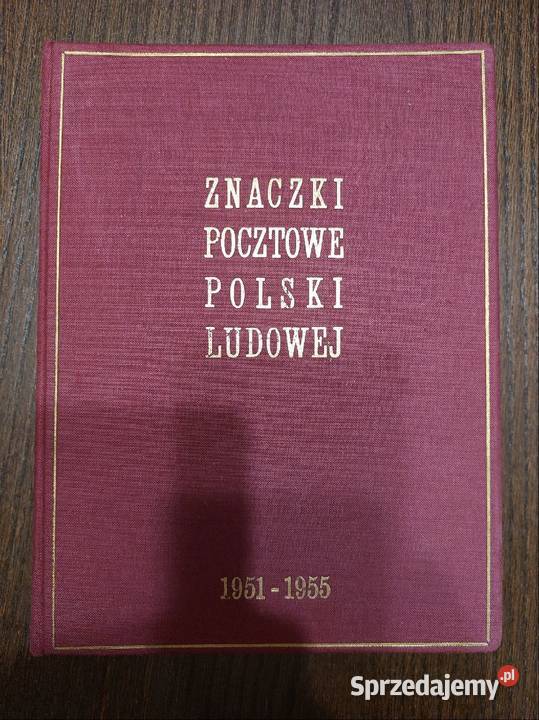 ZNACZKI
POCZTOWE
POLSKI
LUDOWEJ
1951-1955
Sprzedajemy.pl